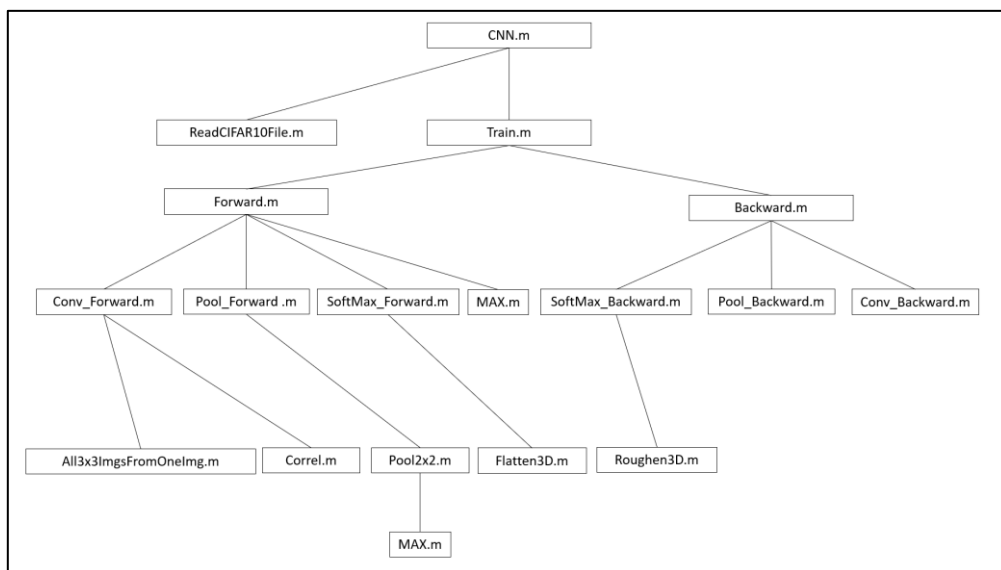 CNN.m
ReadCIFAR10File.m
Train.m
Forward.m
Backward.m
Conv_Forward.m
Pool_Forward .m
SoftMax_Forward.m
MAX.m
SoftMax_Backward.m
Pool_Backward.m
Conv_Backward.m
All3x3ImgsFromOneImg.m
Correl.m
Pool2x2.m
Flatten3D.m
Roughen3D.m
MAX.m